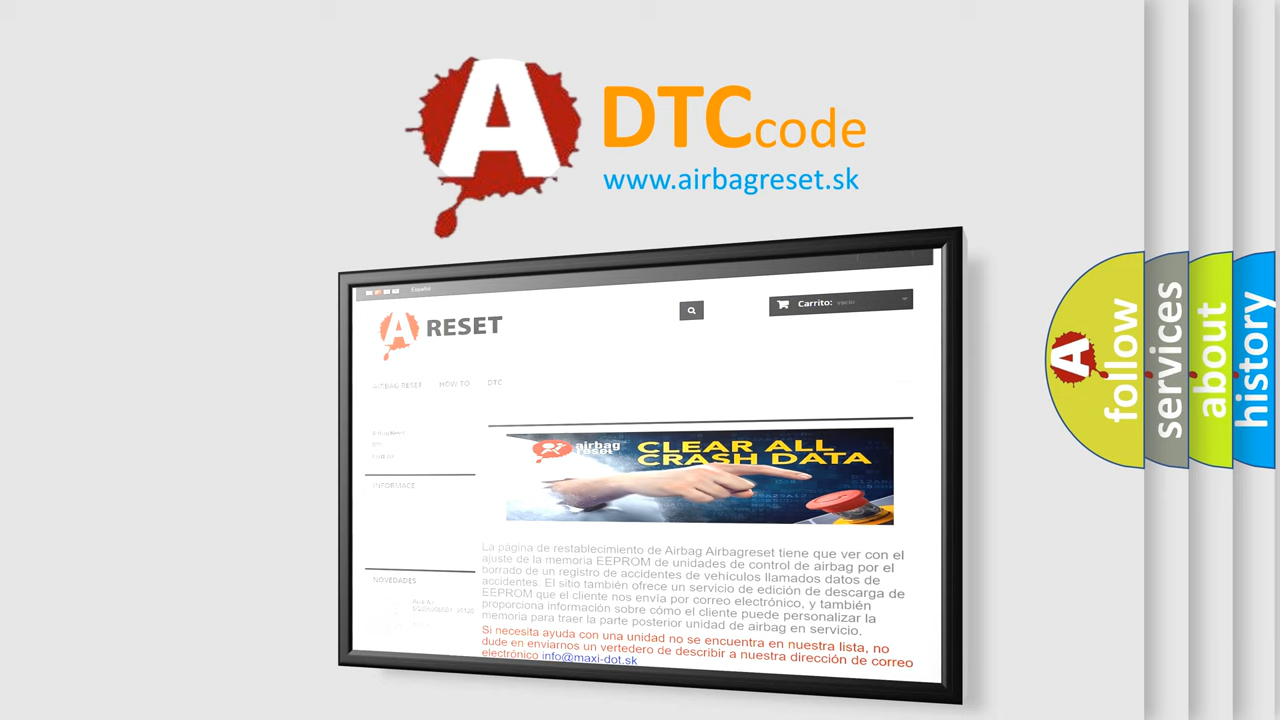 A DTCcode
www.airbagreset.sk
Español
A RESET
Carrito: vacío
AIRBAG RESET HOW TO DTC
INFORMACE
NOVEDADES
airbag
reset
CLEAR ALL
CRASH DATA
La página de restablecimiento de Airbag Airbagreset tiene que ver con el
ajuste de la memoria EEPROM de unidades de control de airbag por el
borrado de un registro de accidentes de vehículos llamados datos de
accidentes. El sitio también ofrece un servicio de edición de descarga de
EEPROM que el cliente nos envía por correo electrónico, y también
proporciona información sobre cómo el cliente puede personalizar la
memoria para traer la parte posterior unidad de airbag en servicio.
Si necesita ayuda con una unidad no se encuentra en nuestra lista, no
dude en enviarnos un vertedero de describir a nuestra dirección de correo
electrónico info@maxi-dot.sk
A follow
services
about
history